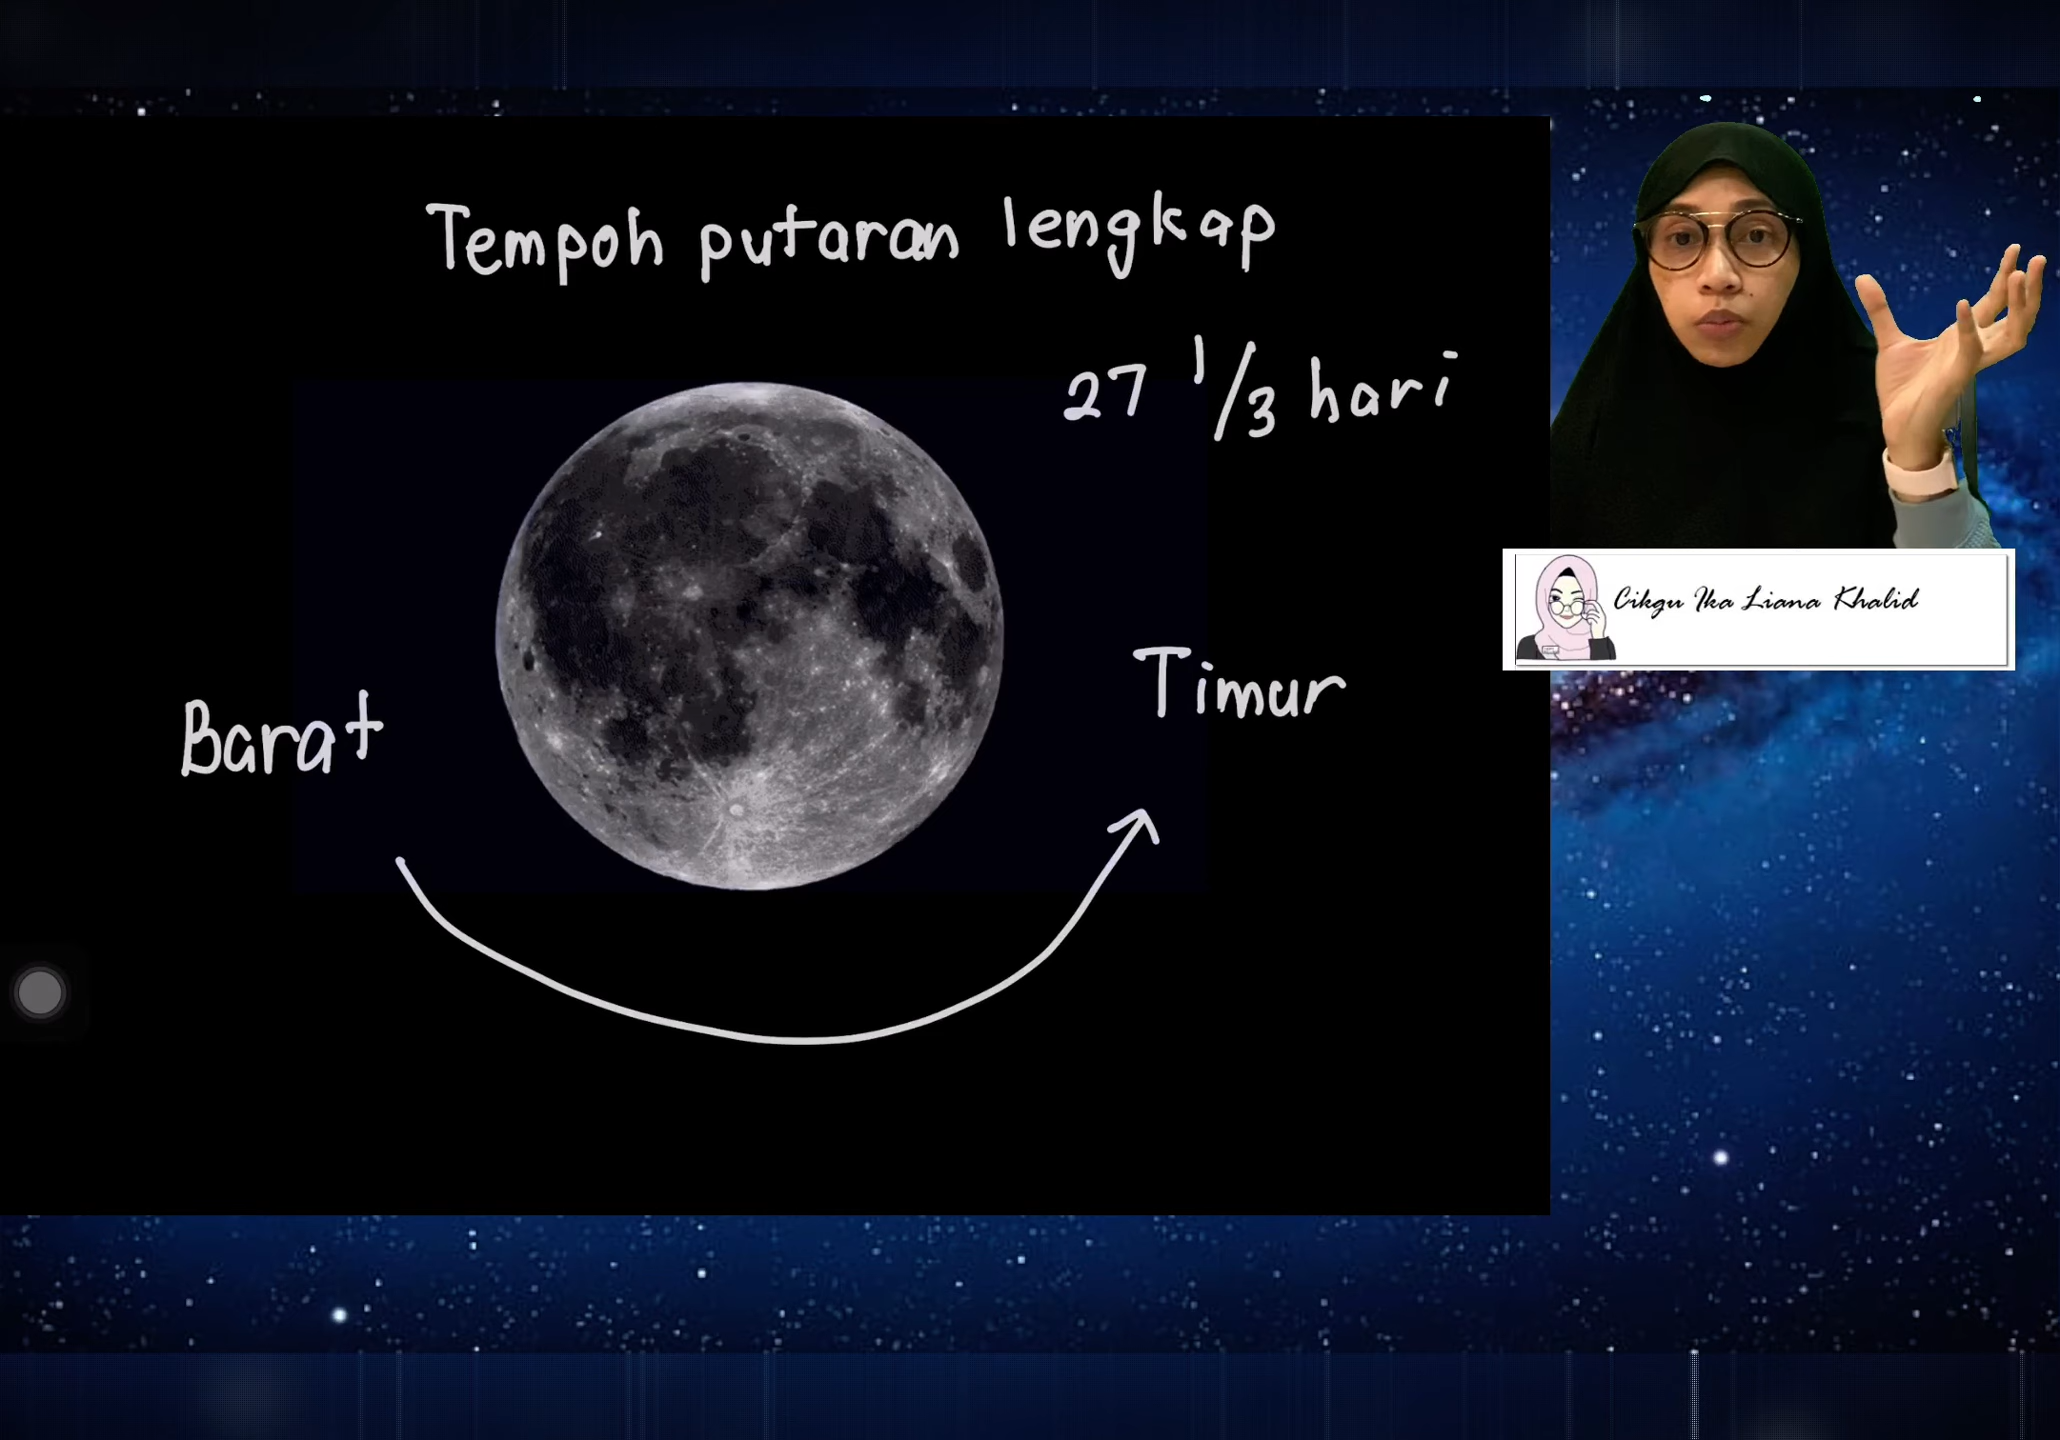 Tempoh putaran lengkap
27 1/3 hari
Barat
Timur
Cikgu Ika Liana Khalid